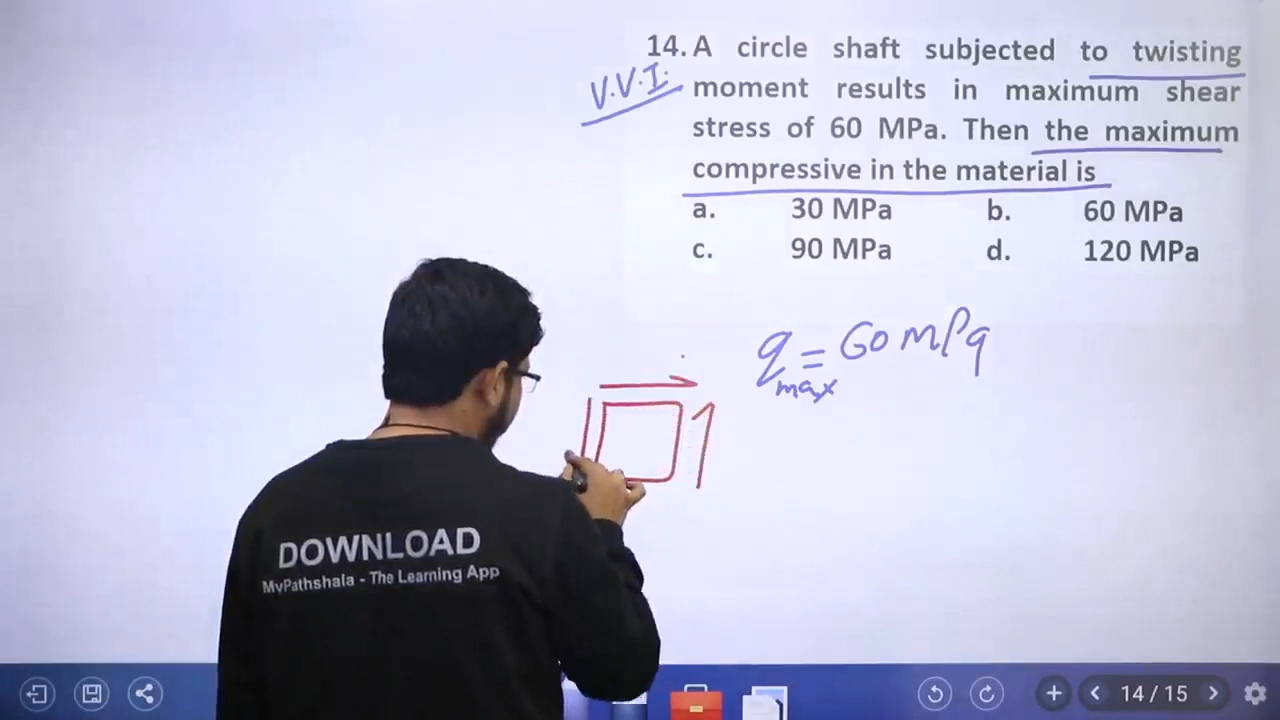 14. A circle shaft subjected to twisting
V.V.I. moment results in maximum shear
stress of 60 MPa. Then the maximum
compressive in the material is
a. 30 MPa b. 60 MPa
c. 90 MPa d. 120 MPa
q max = 60 MPa
DOWNLOAD
MyPathshala - The Learning App
14 / 15